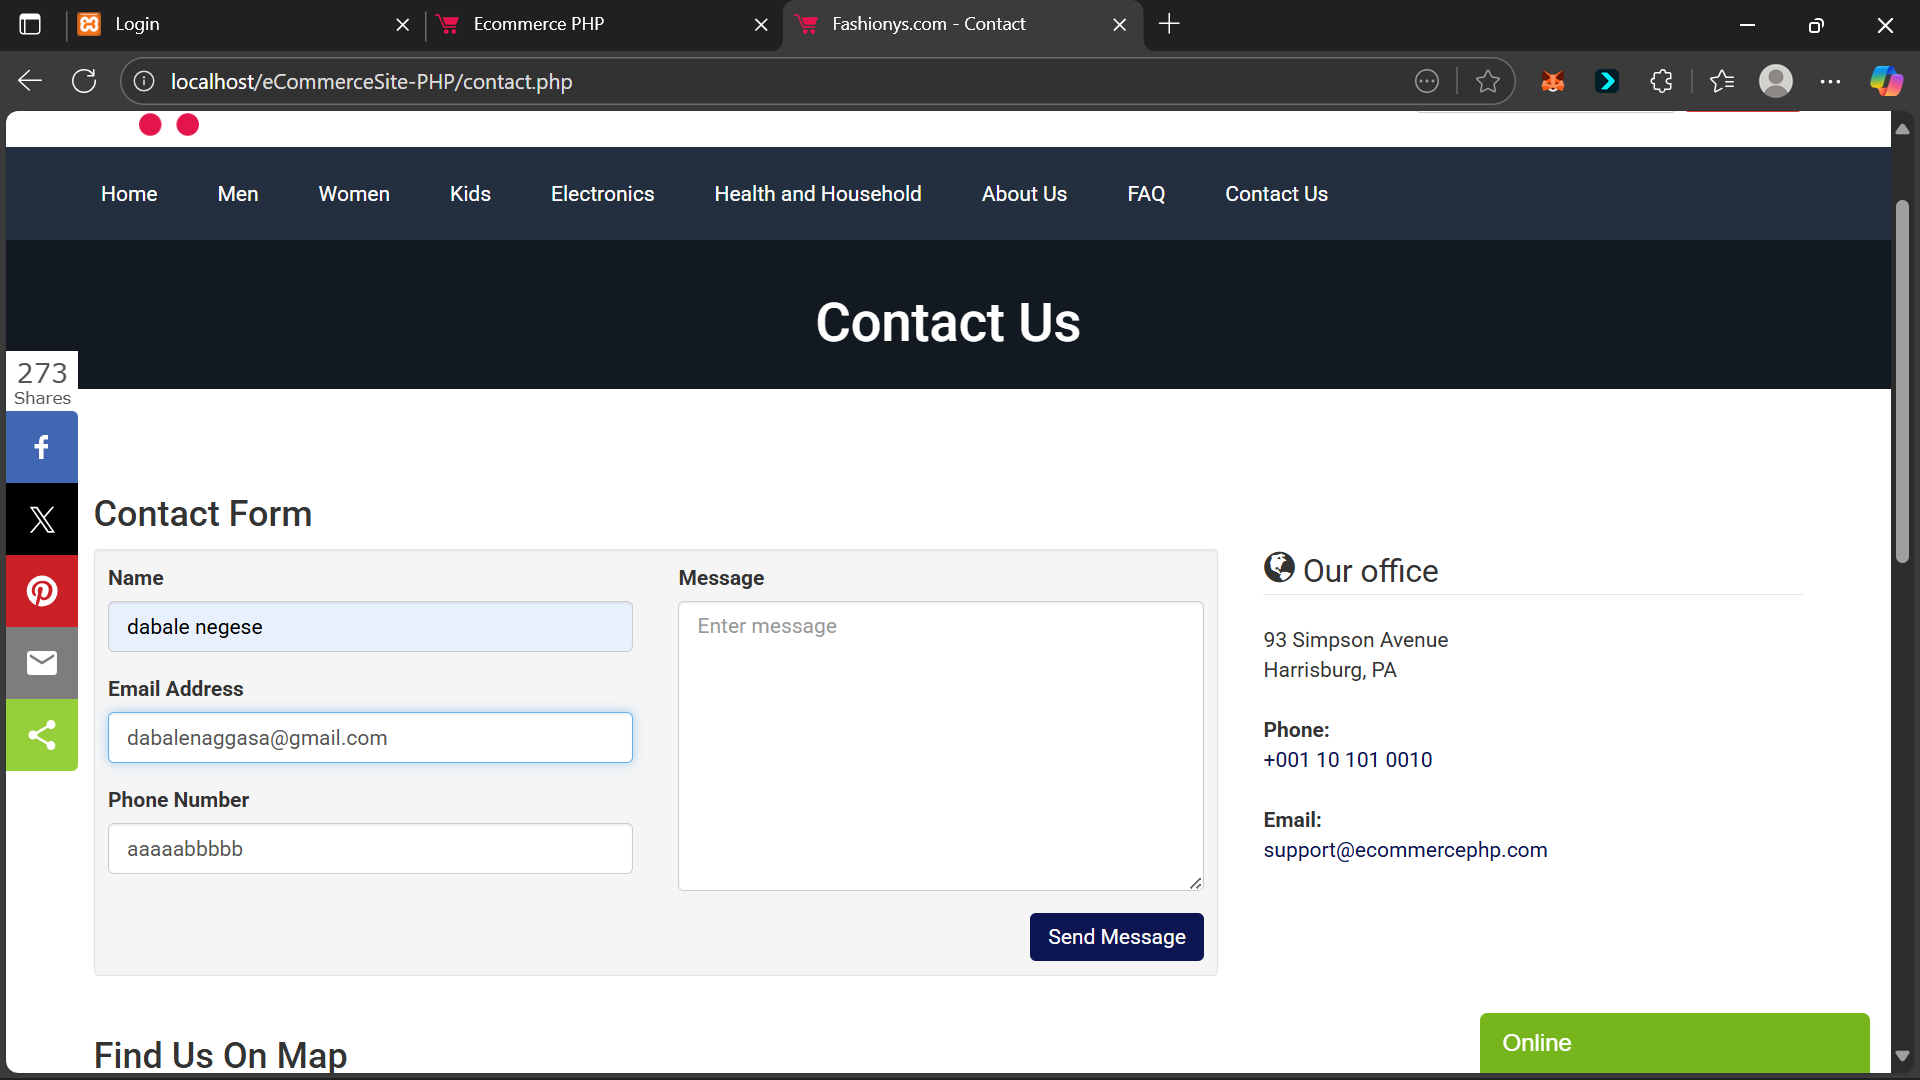 Login
Ecommerce PHP
Fashionys.com - Contact
localhost/eCommerceSite-PHP/contact.php
Home
Men
Women
Kids
Electronics
Health and Household
About Us
FAQ
Contact Us
Contact Us
273
Shares
Contact Form
Name
dabale negese
Email Address
dabalenaggasa@gmail.com
Phone Number
aaaaabbbbb
Message
Enter message
Send Message
Our office
93 Simpson Avenue
Harrisburg, PA
Phone:
+001 10 101 0010
Email:
support@ecommercephp.com
Find Us On Map
Online